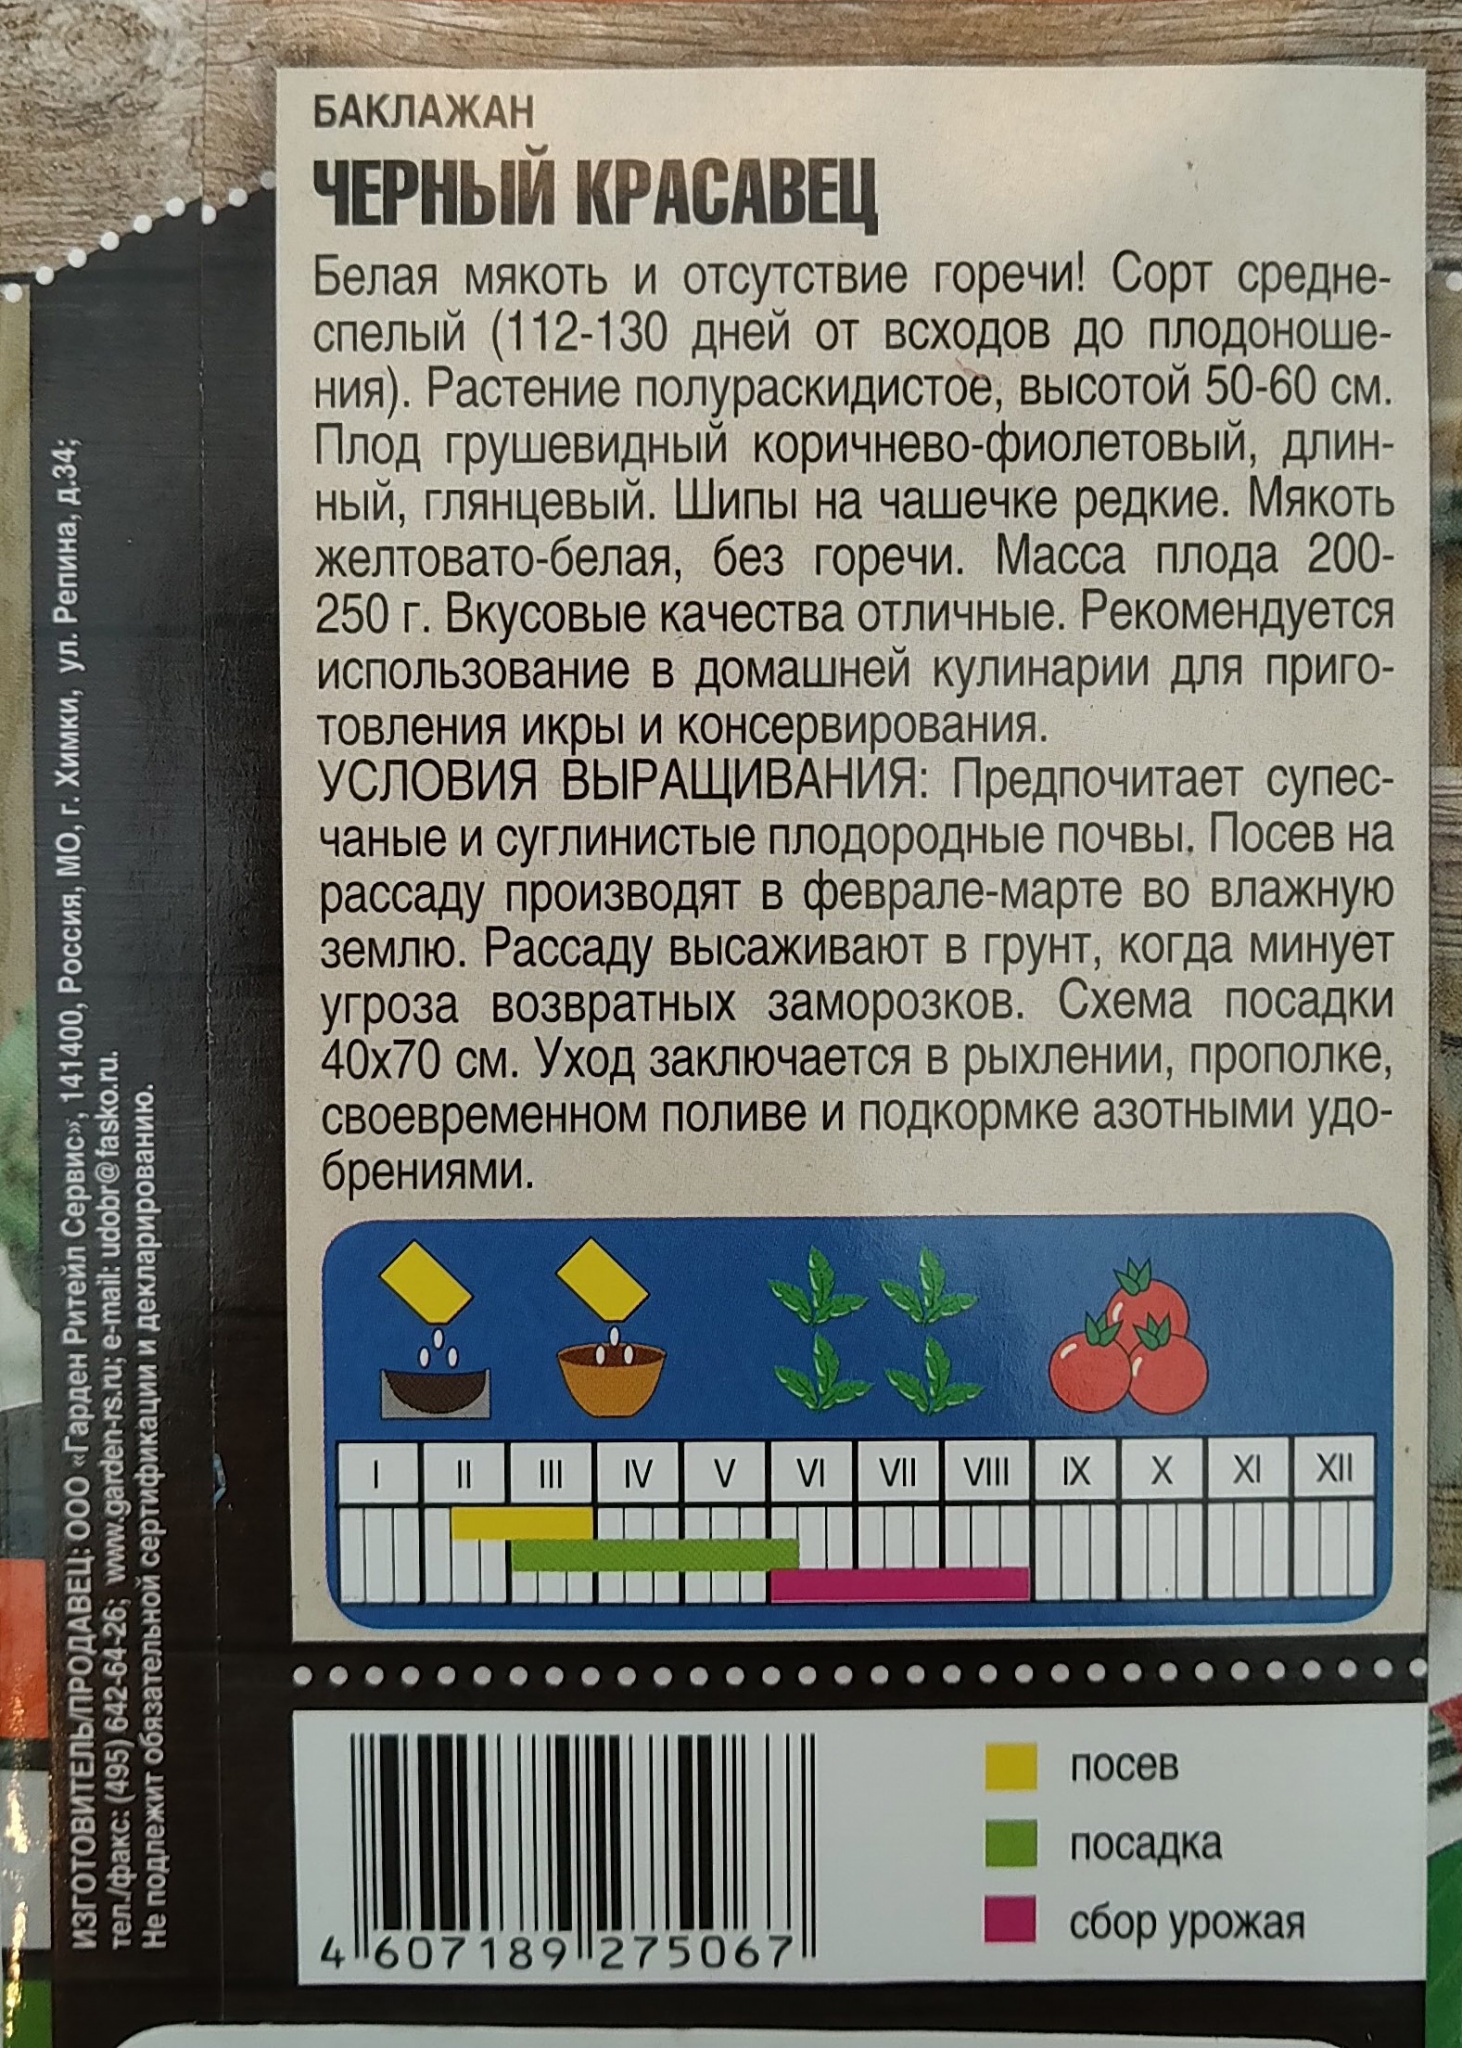 БАКЛАЖАН
ЧЕРНЫЙ КРАСАВЕЦ
Белая мякоть и отсутствие горечи! Сорт средне-
спелый (112-130 дней от всходов до плодоноше-
ния). Растение полураскидистое, высотой 50-60 см.
Плод грушевидный коричнево-фиолетовый, длин-
ный, глянцевый. Шипы на чашечке редкие. Мякоть
желтовато-белая, без горечи. Масса плода 200-
250 г. Вкусовые качества отличные. Рекомендуется
использование в домашней кулинарии для приго-
товления икры и консервирования.
УСЛОВИЯ ВЫРАЩИВАНИЯ: Предпочитает супес-
чаные и суглинистые плодородные почвы. Посев на
рассаду производят в феврале-марте во влажную
землю. Рассаду высаживают в грунт, когда минует
угроза возвратных заморозков. Схема посадки
40х70 см. Уход заключается в рыхлении, прополке,
своевременном поливе и подкормке азотными удо-
брениями.
I II III IV V VI VII VIII IX X XI XII
посев
посадка
сбор урожая
4 607189 275067
ИЗГОТОВИТЕЛЬ/ПРОДАВЕЦ: ООО «Гарден Ритейл Сервис», 141400, Россия, МО, г. Химки, ул. Репина, д.34;
тел./факс: (495) 642-64-26; www.garden-rs.ru; e-mail: udobr@fasko.ru.
Не подлежит обязательной сертификации и декларированию.